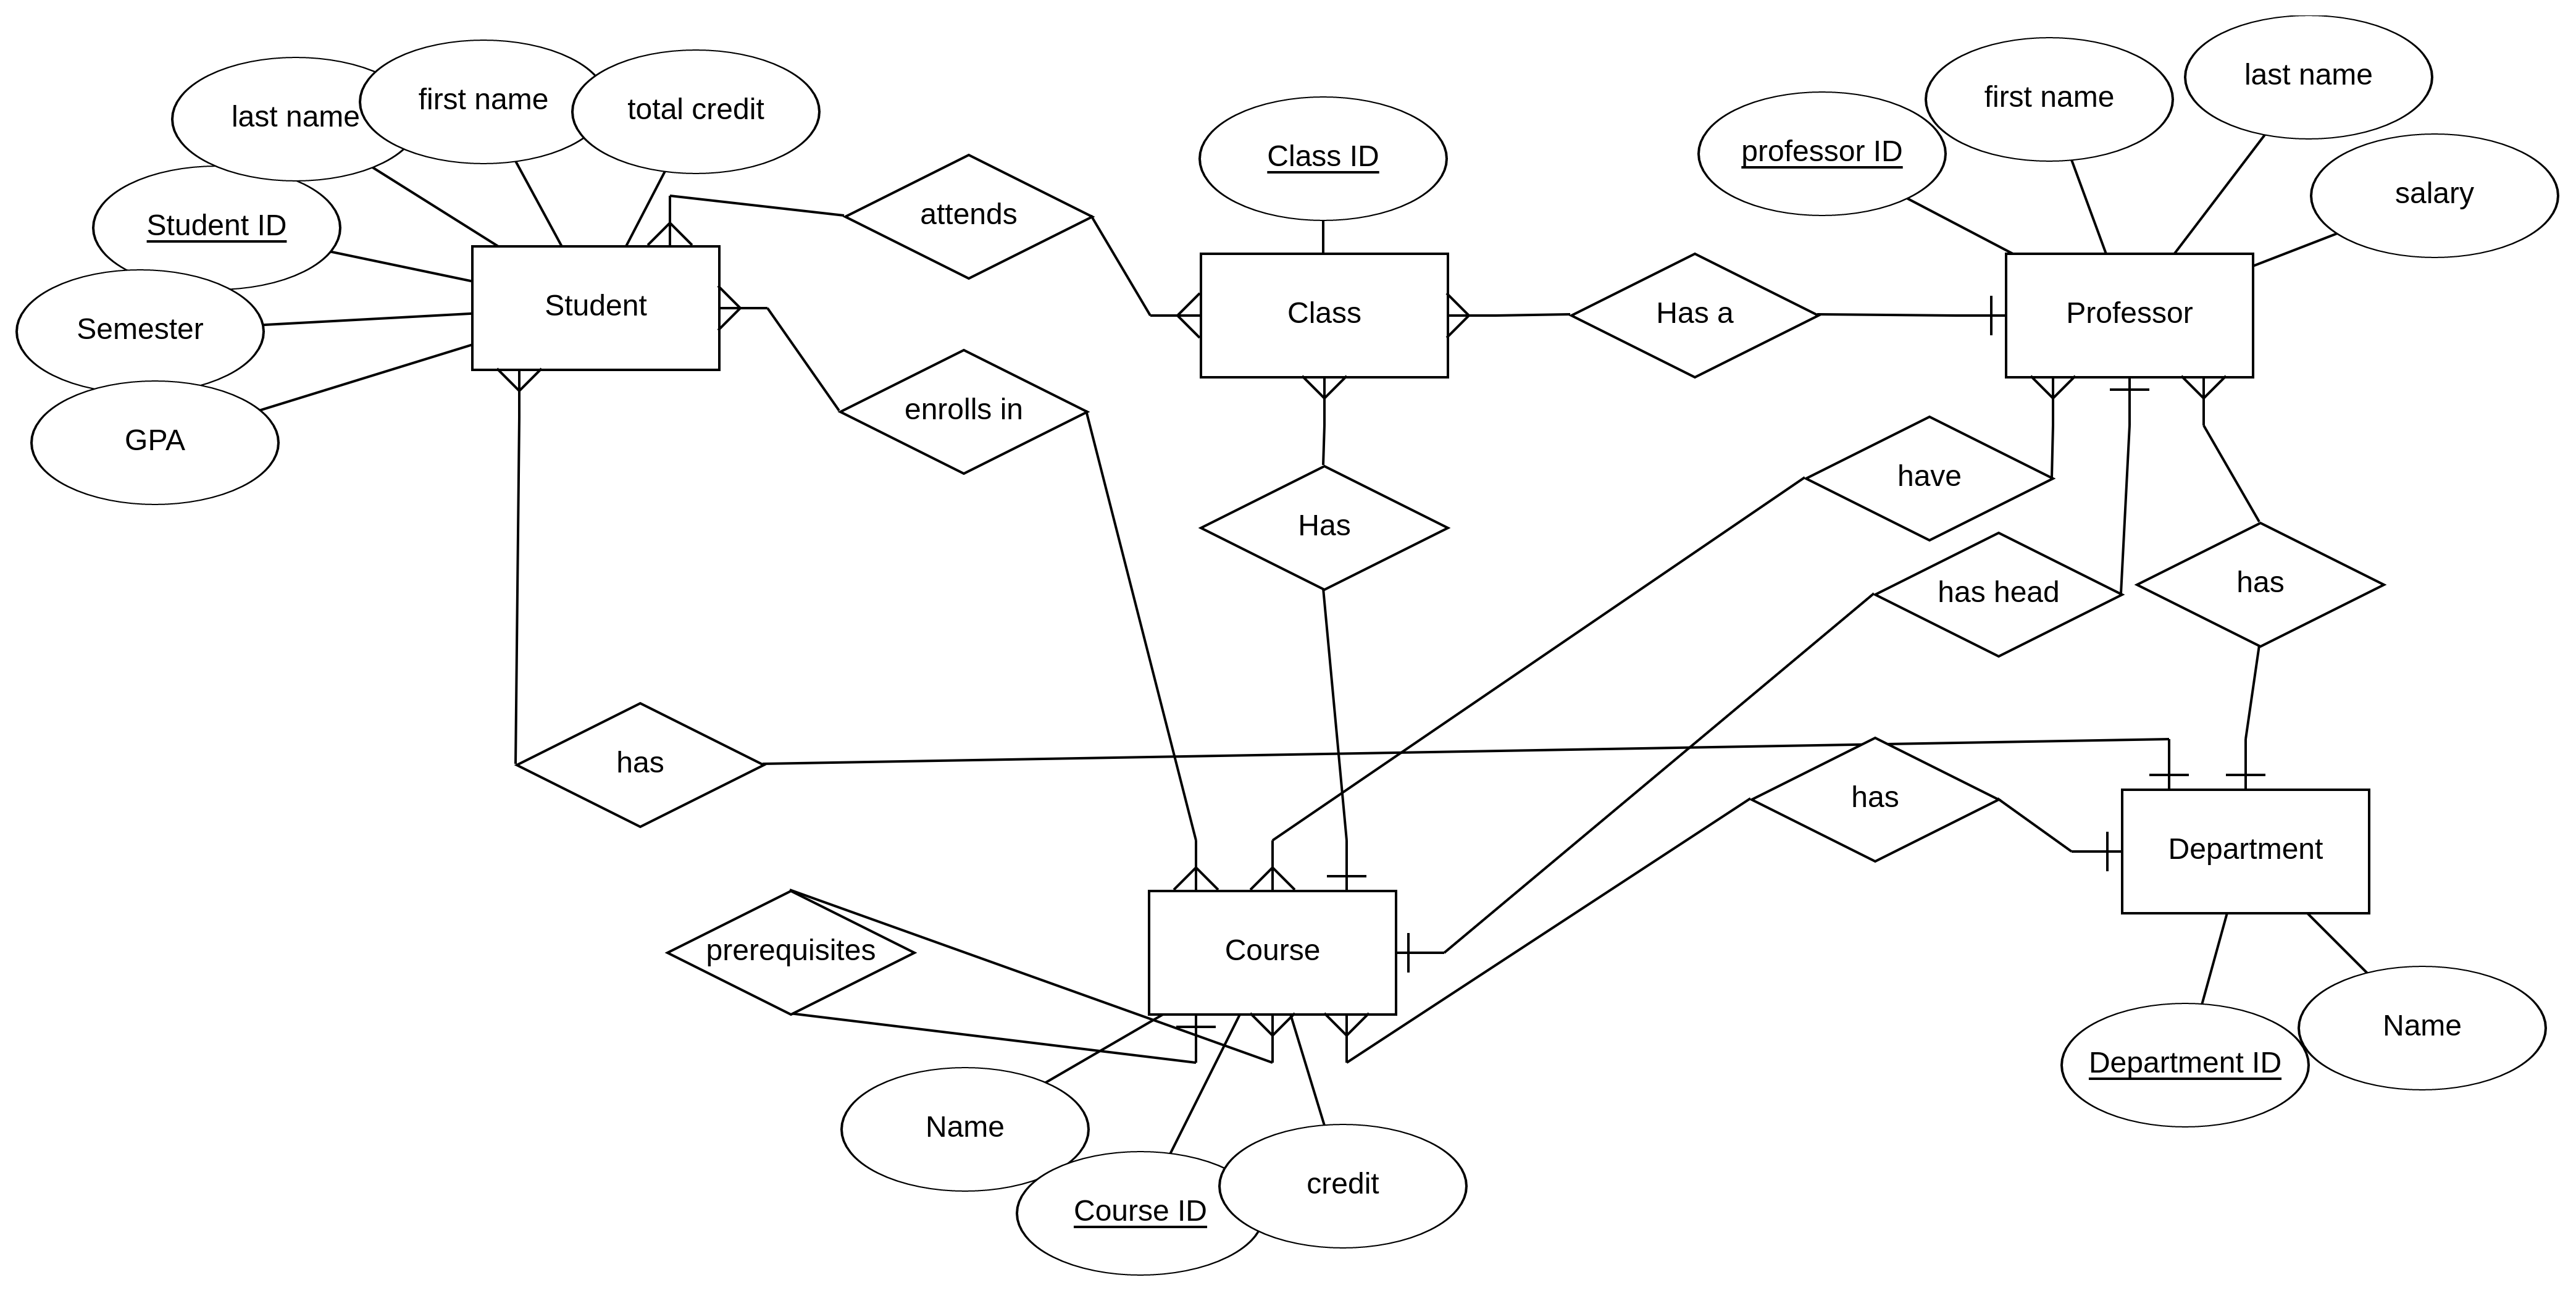 last name
first name
total credit
Student ID
Semester
GPA
Student
attends
enrolls in
Class ID
Class
Has a
professor ID
first name
last name
salary
Professor
Has
have
has head
has
has
has
Department
prerequisites
Course
Name
Course ID
credit
Department ID
Name